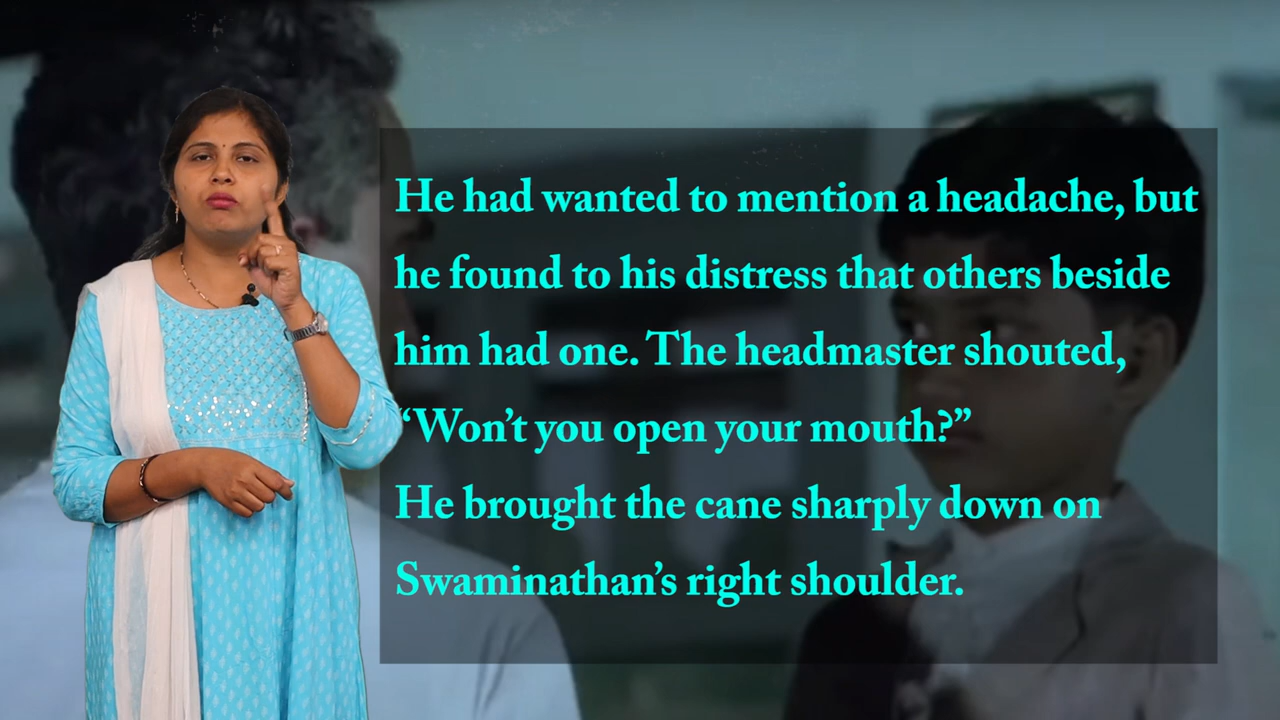 He had wanted to mention a headache, but
he found to his distress that others beside
him had one. The headmaster shouted,
“Won’t you open your mouth?”
He brought the cane sharply down on
Swaminathan’s right shoulder.